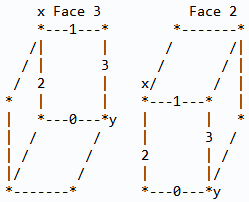 x Face 3            Face 2
*---1---*        *-------*
/|       |       /       /|
/ |       3      /       / |
/  2       |    x/       /  |
*   |       |    *---1---*   |
|   *---0---*y   |       |   *
|  /       /     |       3  /
| /       /      2       | /
|/       /       |       |/
*-------*        *---0---*y